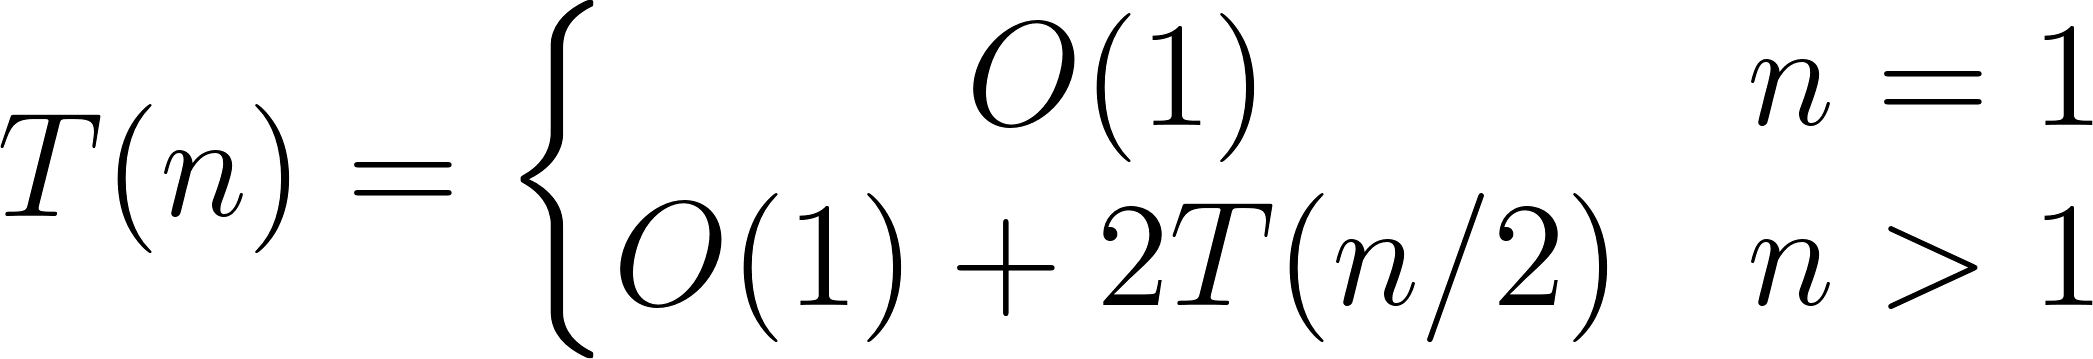 T(n) = { O(1) n = 1
O(1) + 2T(n/2) n > 1